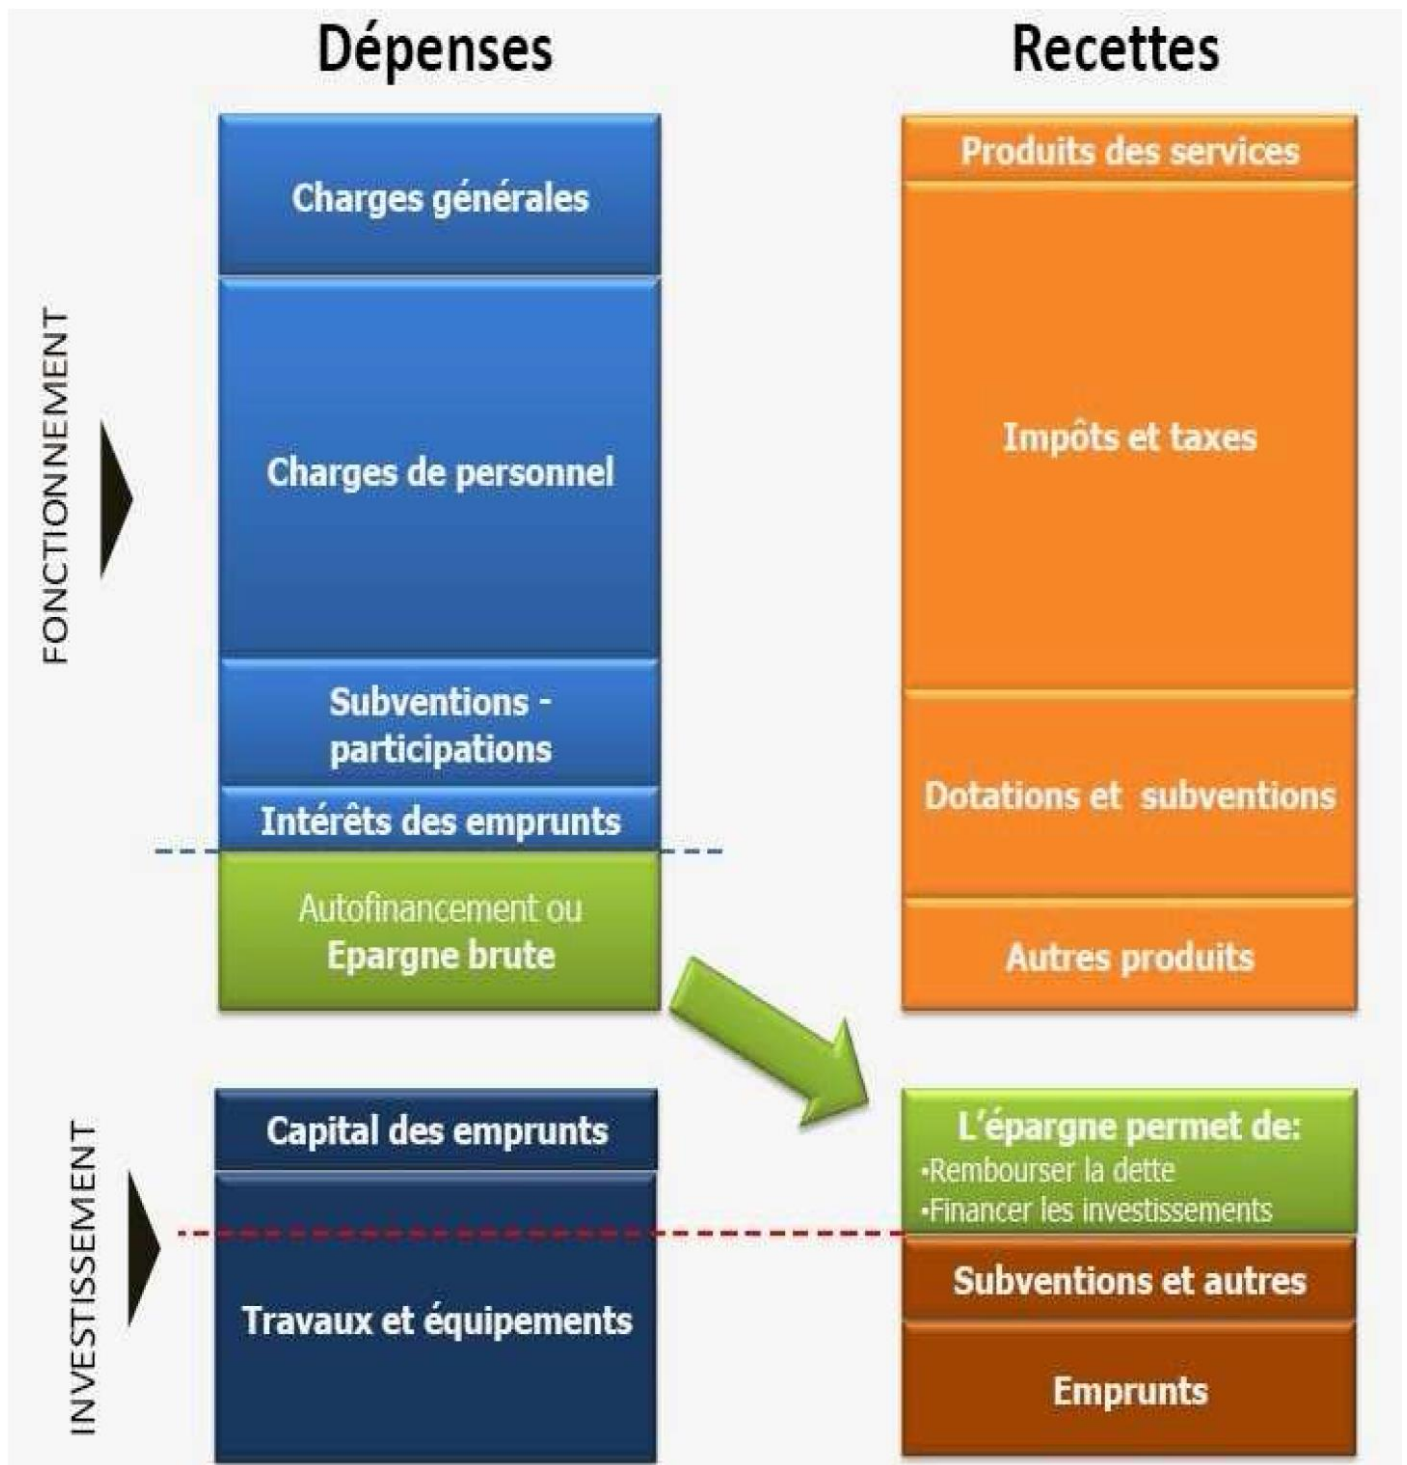 Dépenses
Recettes
FONCTIONNEMENT
Charges générales
Charges de personnel
Subventions -
participations
Intérêts des emprunts
Autofinancement ou
Epargne brute
Produits des services
Impôts et taxes
Dotations et subventions
Autres produits
INVESTISSEMENT
Capital des emprunts
Travaux et équipements
L'épargne permet de:
•Rembourser la dette
•Financer les investissements
Subventions et autres
Emprunts